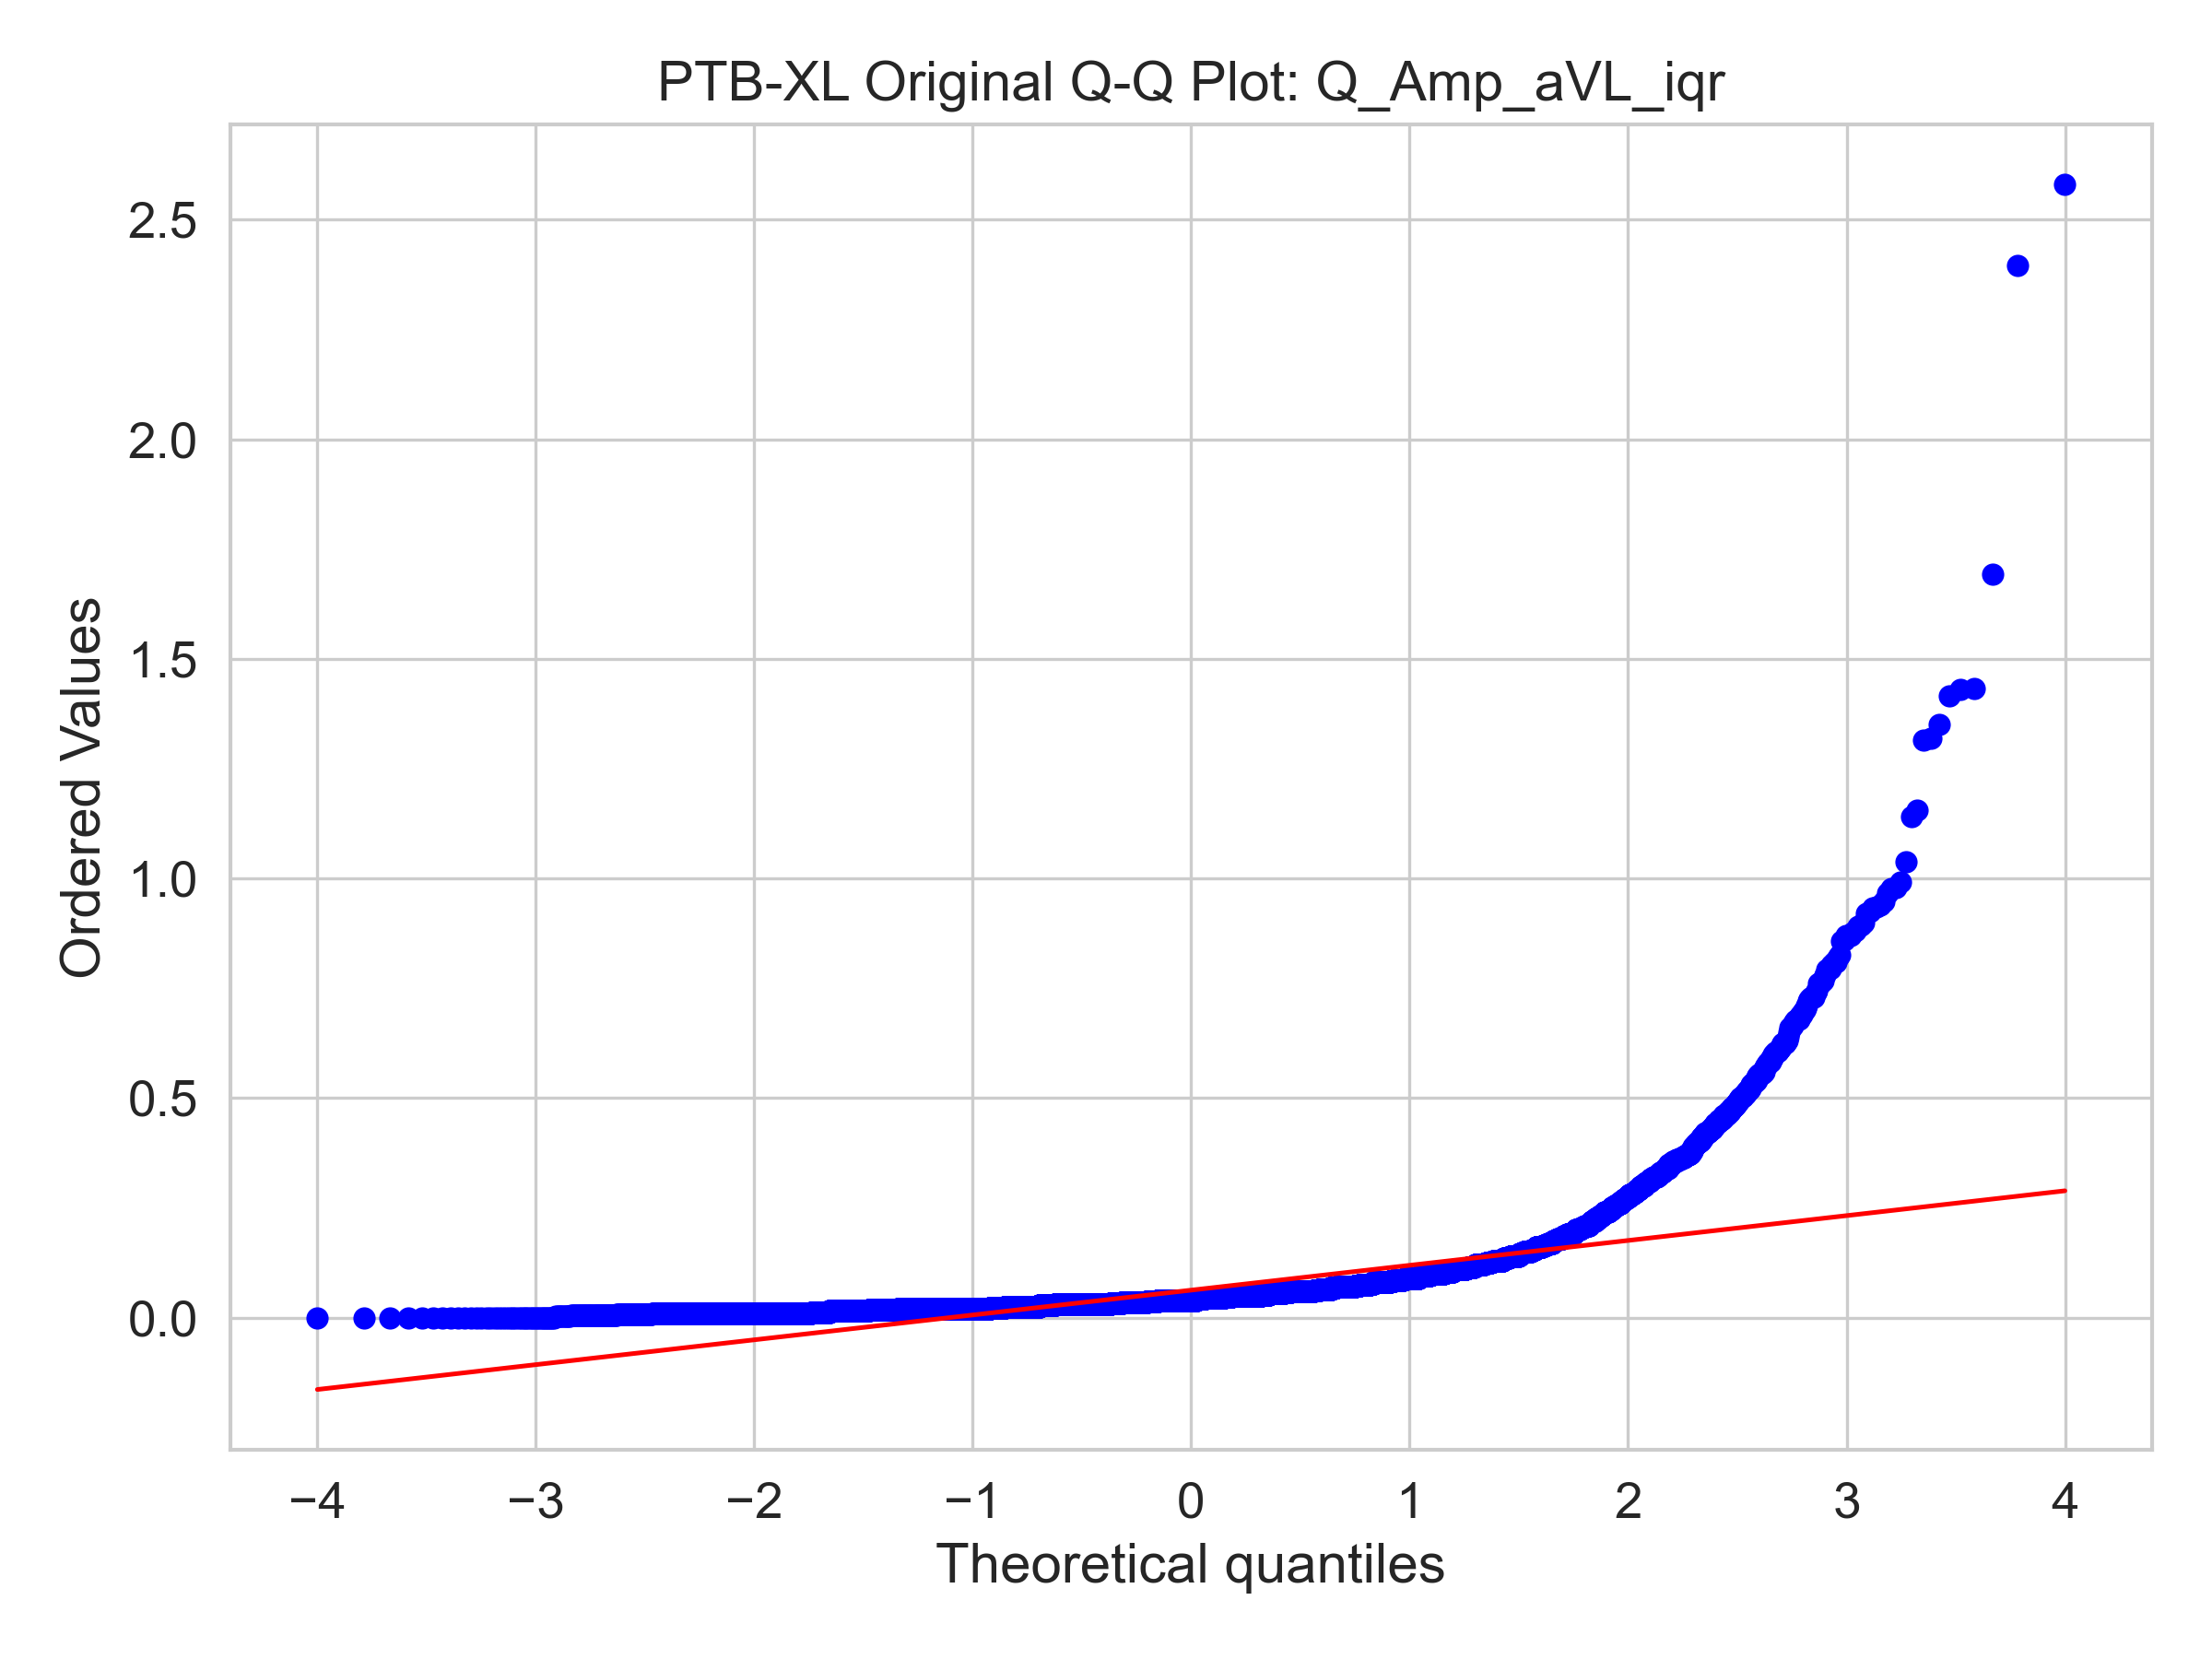 PTB-XL Original Q-Q Plot: Q_Amp_aVL_iqr
2.5
2.0
1.5
1.0
0.5
0.0
Ordered Values
−4 −3 −2 −1 0 1 2 3 4
Theoretical quantiles